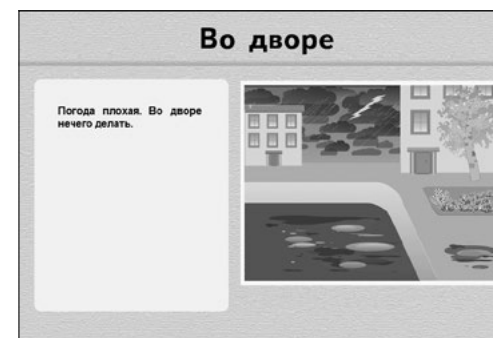 Во дворе
Погода плохая. Во дворе
нечего делать.